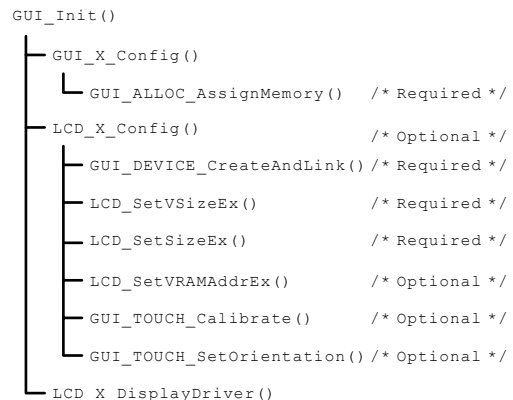 GUI_Init()
GUI_X_Config()
GUI_ALLOC_AssignMemory() /* Required */
LCD_X_Config() /* Optional */
GUI_DEVICE_CreateAndLink() /* Required */
LCD_SetVSizeEx() /* Required */
LCD_SetSizeEx() /* Required */
LCD_SetVRAMAddrEx() /* Optional */
GUI_TOUCH_Calibrate() /* Optional */
GUI_TOUCH_SetOrientation() /* Optional */
LCD_X_DisplayDriver()